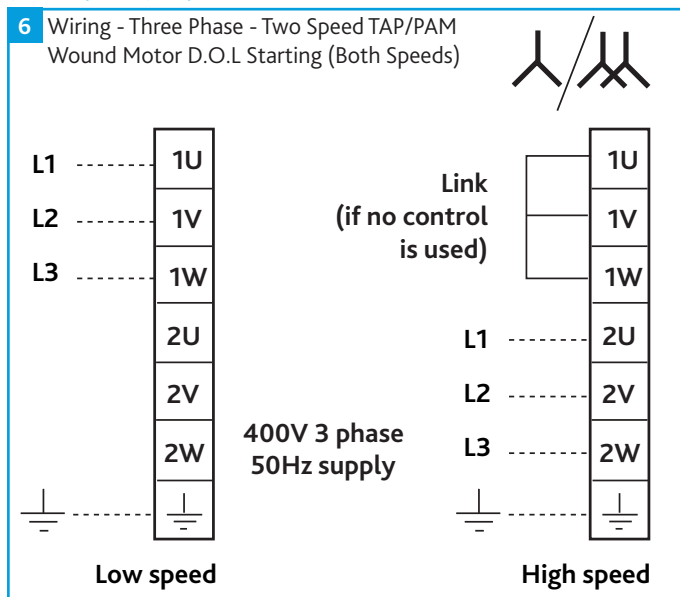 6 Wiring - Three Phase - Two Speed TAP/PAM
Wound Motor D.O.L Starting (Both Speeds)
L1 1U
L2 1V
L3 1W
2U
2V
2W
400V 3 phase
50Hz supply
Low speed
Link
(if no control
is used)
1U
1V
1W
L1 2U
L2 2V
L3 2W
High speed